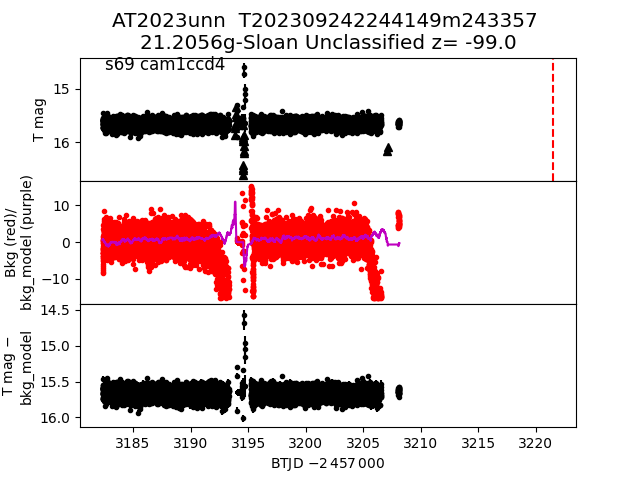 AT2023unn  T202309242244149m243357
21.2056g-Sloan Unclassified z= -99.0
s69 cam1ccd4
T mag
15
16
Bkg (red)/
bkg_model (purple)
10
0
−10
T mag −
bkg_model
14.5
15.0
15.5
16.0
3185 3190 3195 3200 3205 3210 3215 3220
BTJD −2 457 000